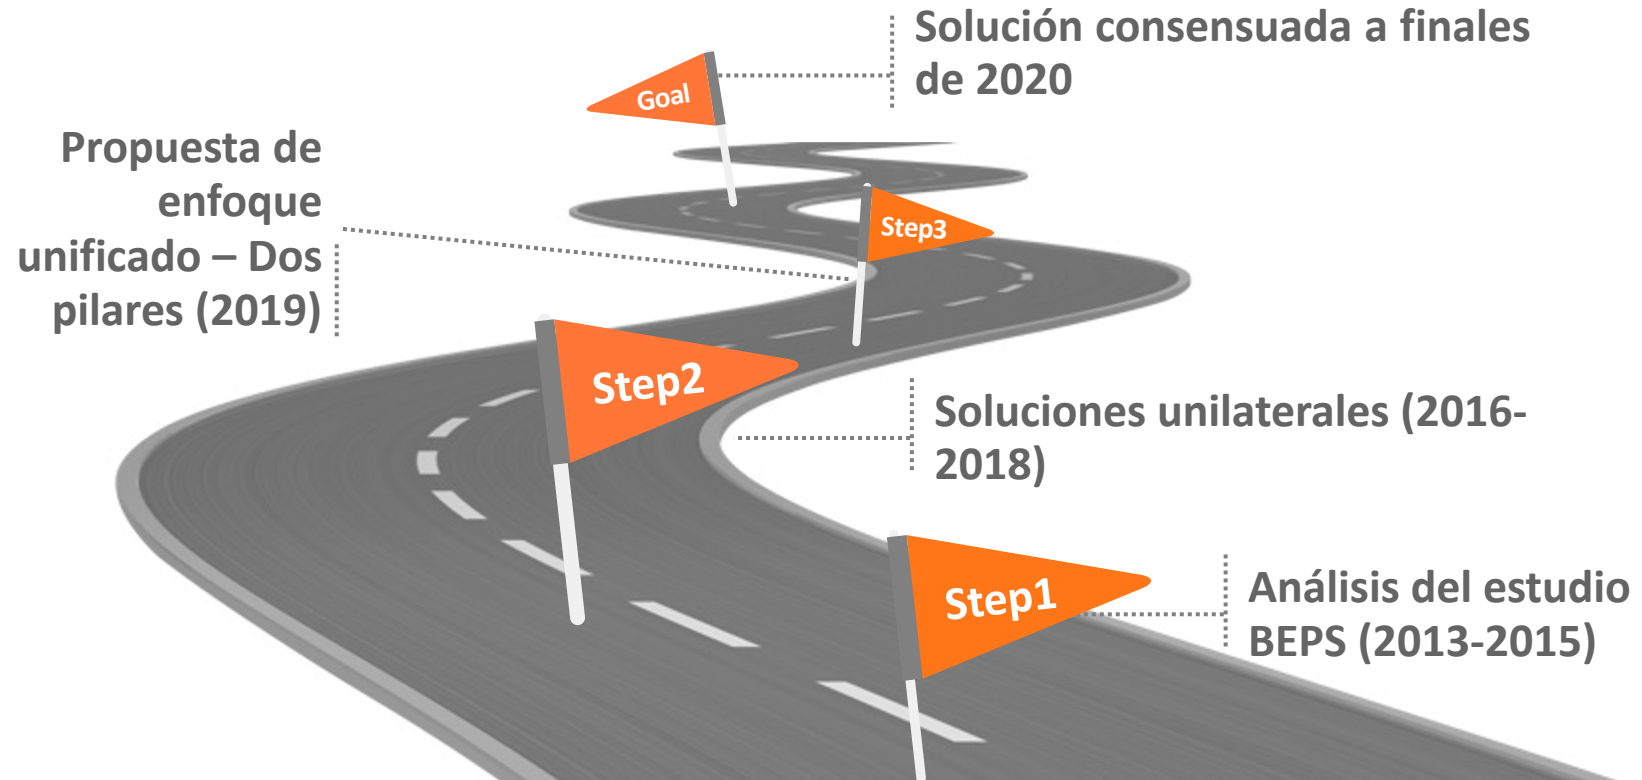 Solución consensuada a finales
de 2020
Goal
Propuesta de
enfoque
unificado – Dos
pilares (2019)
Step3
Step2
Soluciones unilaterales (2016-
2018)
Step1
Análisis del estudio
BEPS (2013-2015)